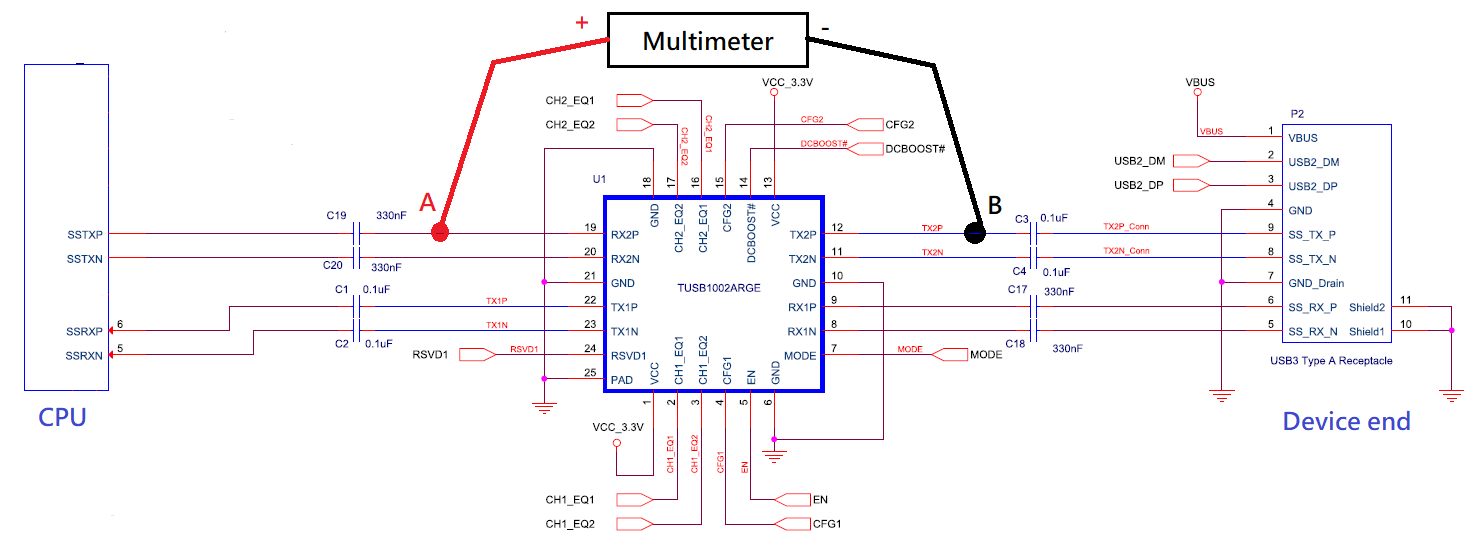 +
Multimeter
-
VCC_3.3V
VBUS
CH2_EQ1
CH2_EQ2
CH2_EQ2
CH2_EQ1
CFG2
CFG2
DCBOOST#
DCBOOST#
P2
VBUS
1
VBUS
USB2_DM
2
USB2_DM
USB2_DP
3
USB2_DP
4
GND
U1
18
17
16
15
14
13
GND
CH2_EQ2
CH2_EQ1
CFG2
DCBOOST#
VCC
A
B
C19
330nF
C3
0.1uF
SSTXP
19
RX2P
TX2P
12
TX2P
TX2P_Conn
9
SS_TX_P
SSTXN
20
RX2N
TX2N
11
TX2N
TX2N_Conn
8
SS_TX_N
C20
330nF
C4
0.1uF
21
GND
TUSB1002ARGE
GND
10
7
GND_Drain
C1
0.1uF
C17
330nF
TX1P
22
TX1P
RX1P
9
6
SS_RX_P
Shield2
11
SSRXP
6
TX1N
23
TX1N
RX1N
8
5
SS_RX_N
Shield1
10
SSRXN
5
C2
0.1uF
C18
330nF
RSVD1
RSVD1
24
RSVD1
MODE
7
MODE
MODE
USB3 Type A Receptacle
25
PAD
VCC
CH1_EQ1
CH1_EQ2
CFG1
EN
GND
1
2
3
4
5
6
CPU
Device end
VCC_3.3V
CH1_EQ1
CH1_EQ2
CFG1
EN
CH1_EQ1
EN
CH1_EQ2
CFG1